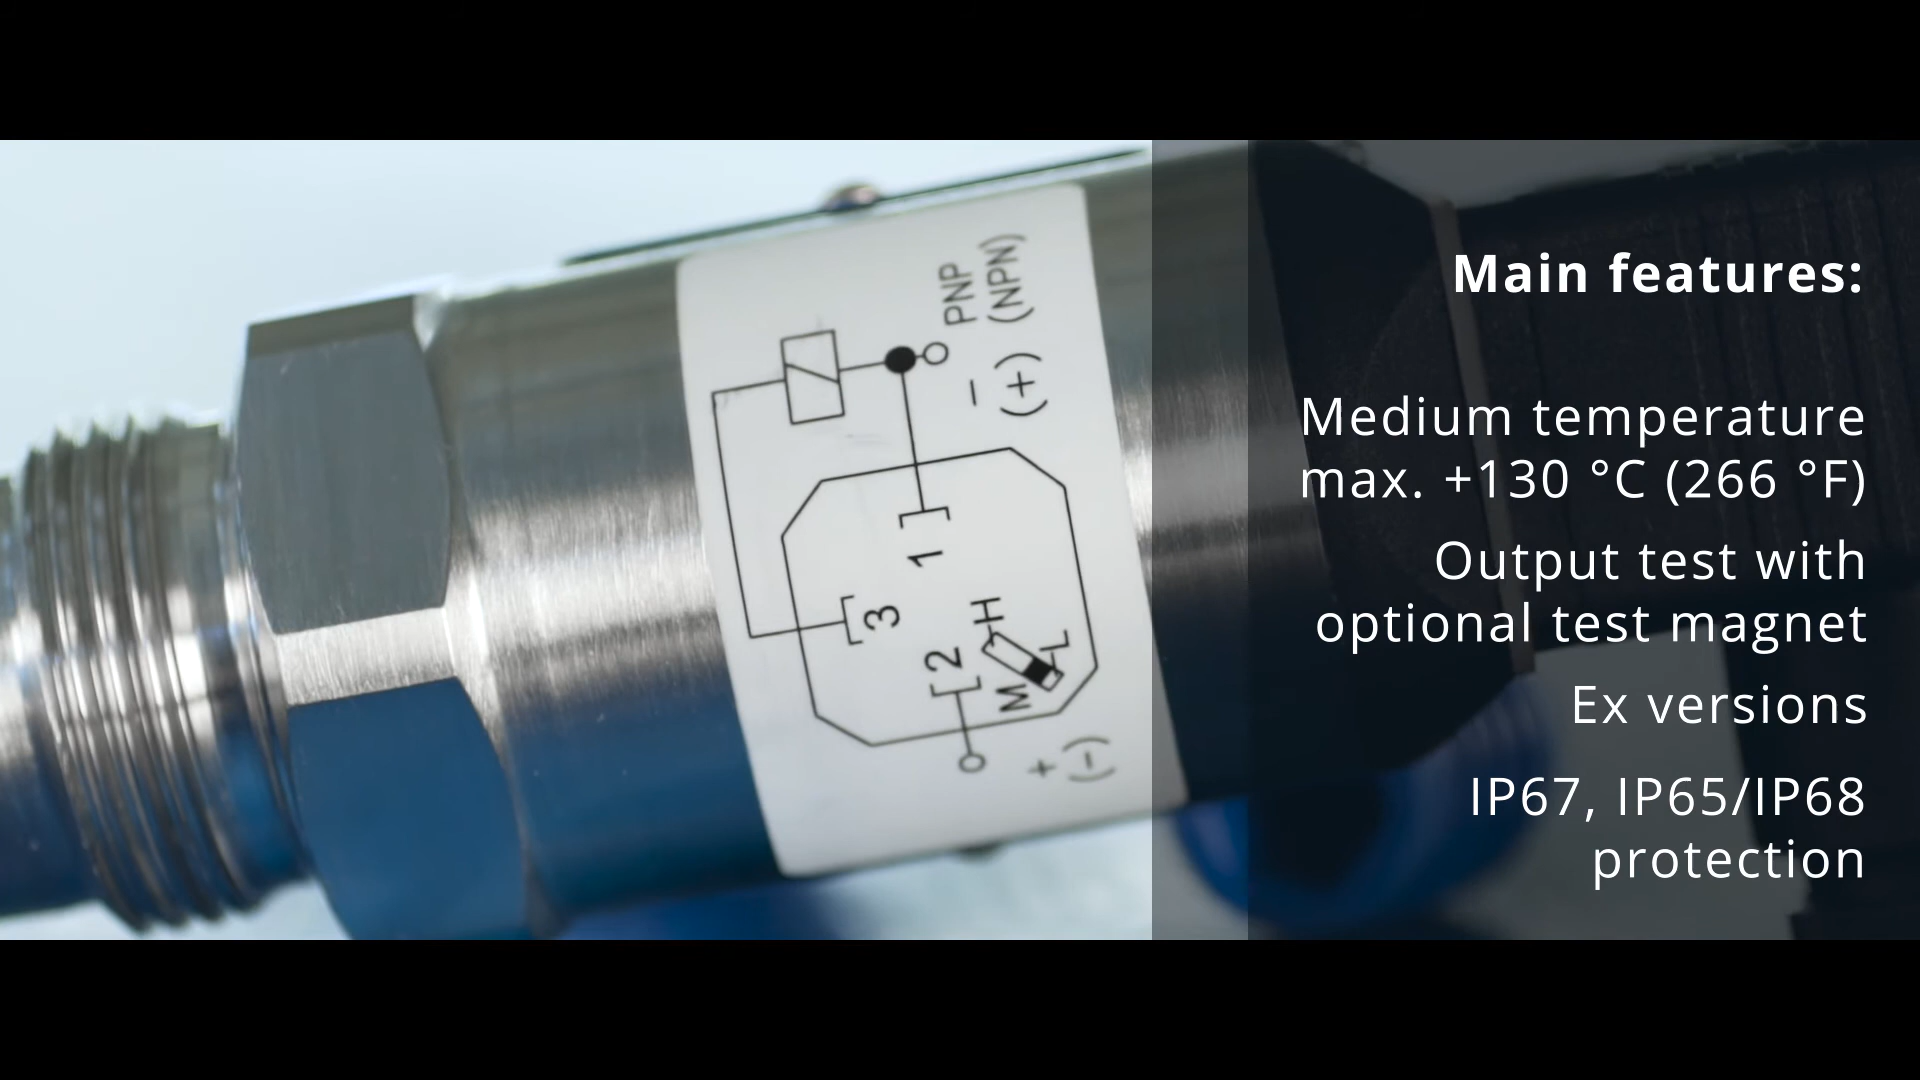 Main features:
Medium temperature
max. +130 °C (266 °F)
Output test with
optional test magnet
Ex versions
IP67, IP65/IP68
protection
PNP
(NPN)
−
(+)
1
3
2
H
M
L
+
(−)